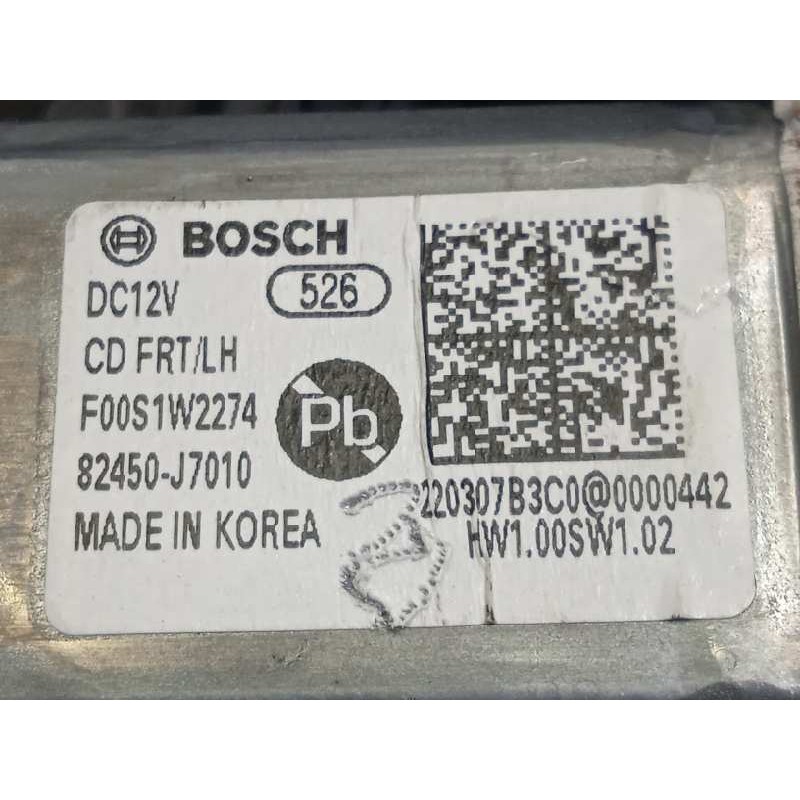 BOSCH
DC12V 526
CD FRT/LH
F00S1W2274
Pb
82450-J7010
MADE IN KOREA
220307B3C0@0000442
HW1.00SW1.02